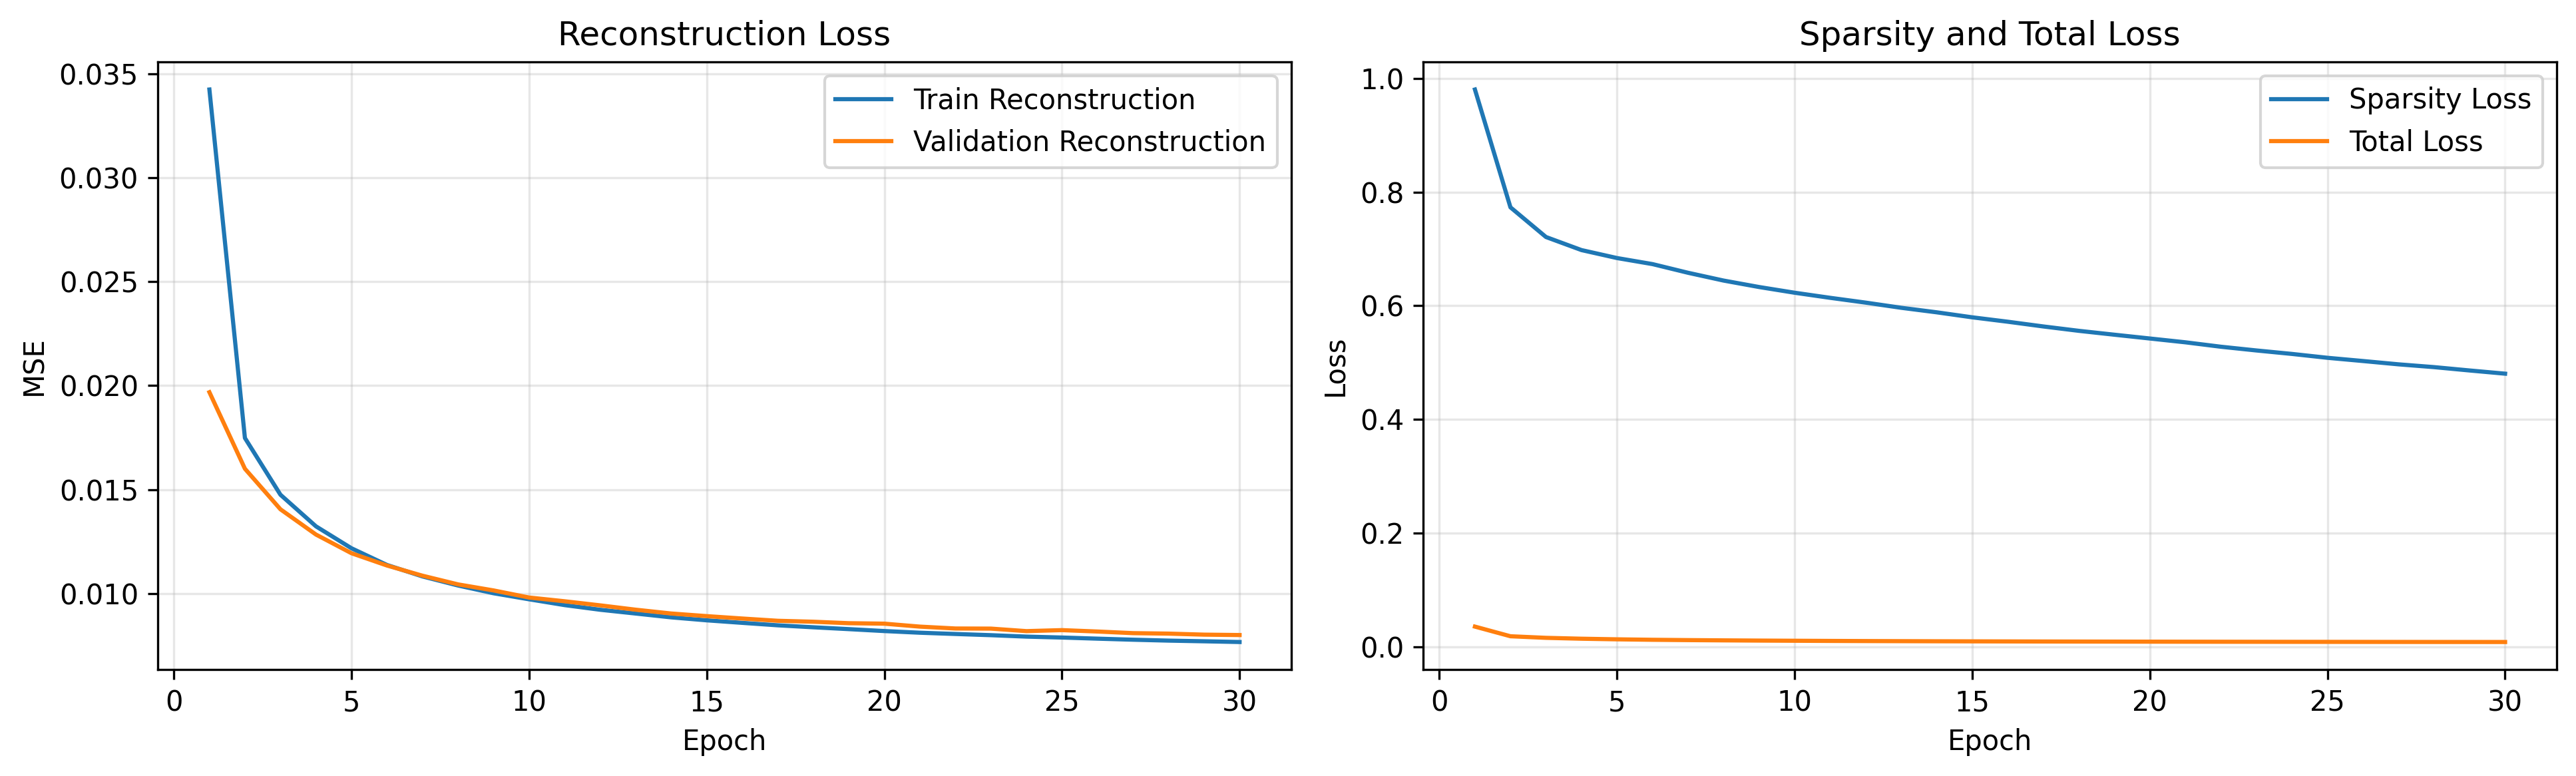 Reconstruction Loss
0.035
0.030
0.025
0.020
0.015
0.010
MSE
Train Reconstruction
Validation Reconstruction
0 5 10 15 20 25 30
Epoch
Sparsity and Total Loss
1.0
0.8
0.6
0.4
0.2
0.0
Loss
Sparsity Loss
Total Loss
0 5 10 15 20 25 30
Epoch